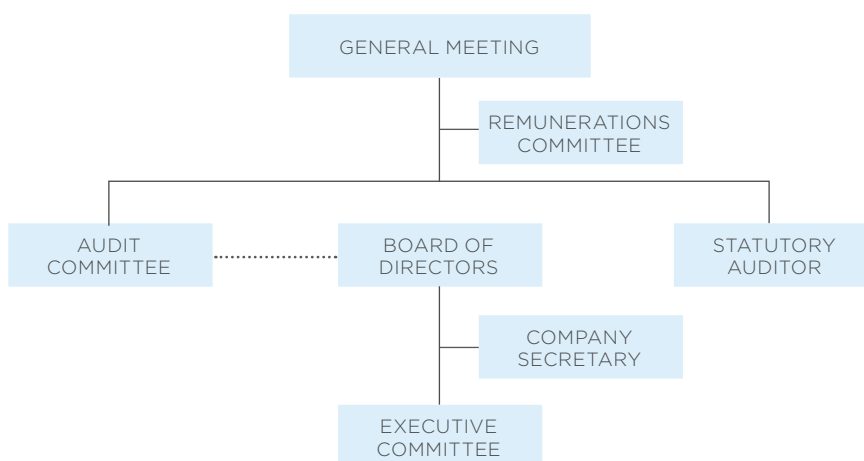 GENERAL MEETING
REMUNERATIONS
COMMITTEE
AUDIT
COMMITTEE
BOARD OF
DIRECTORS
STATUTORY
AUDITOR
COMPANY
SECRETARY
EXECUTIVE
COMMITTEE